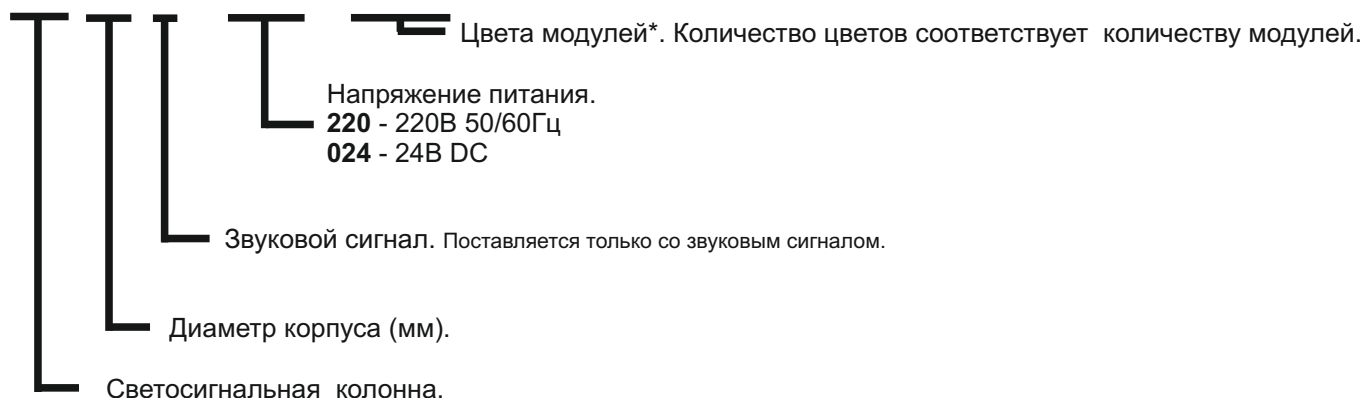 Цвета модулей*. Количество цветов соответствует количеству модулей.
Напряжение питания.
220 - 220В 50/60Гц
024 - 24В DC
Звуковой сигнал. Поставляется только со звуковым сигналом.
Диаметр корпуса (мм).
Светосигнальная колонна.